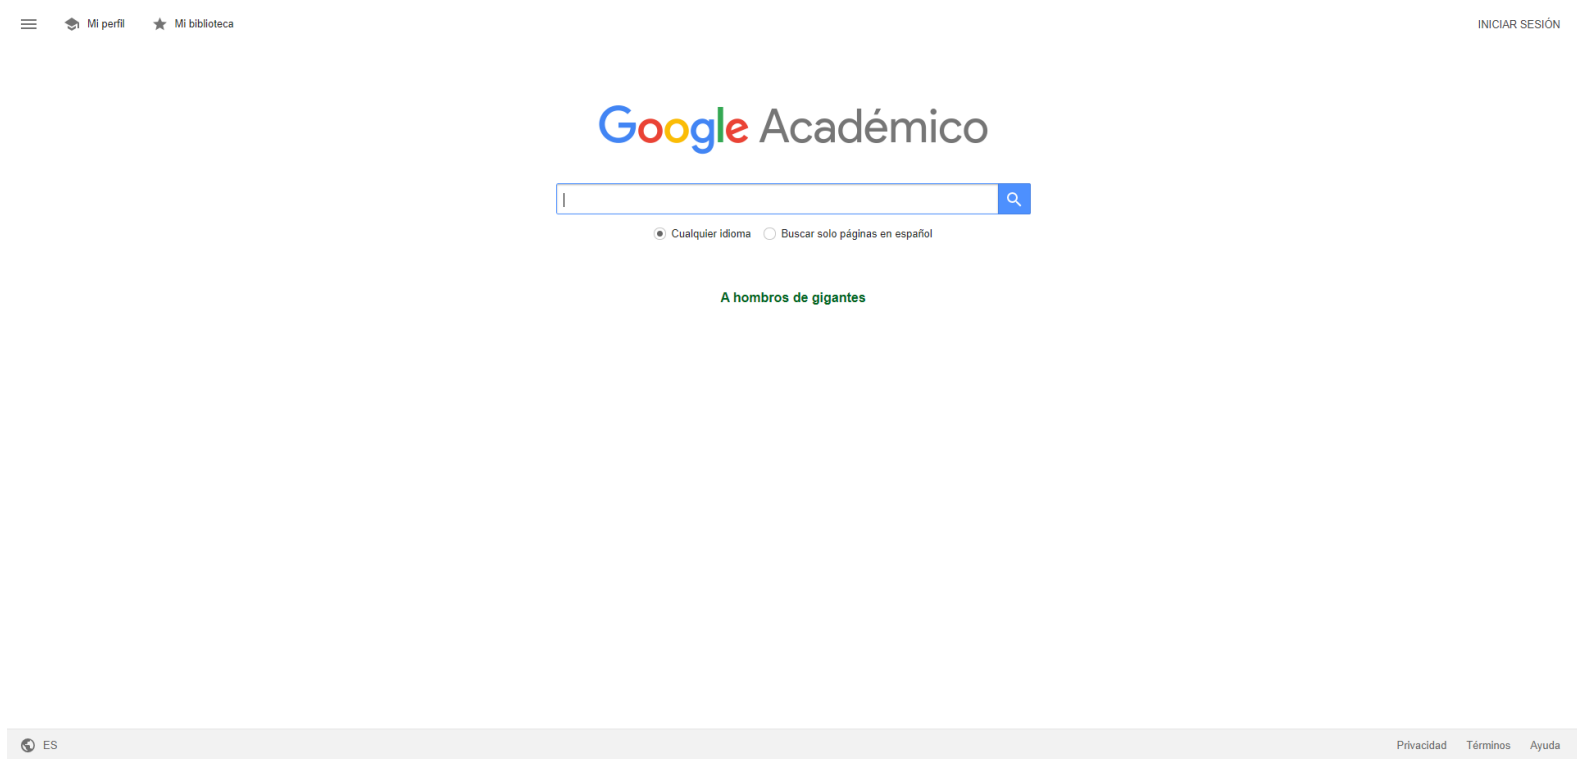 Mi perfil Mi biblioteca INICIAR SESIÓN
Google Académico
Cualquier idioma Buscar solo páginas en español
A hombros de gigantes
ES Privacidad Términos Ayuda